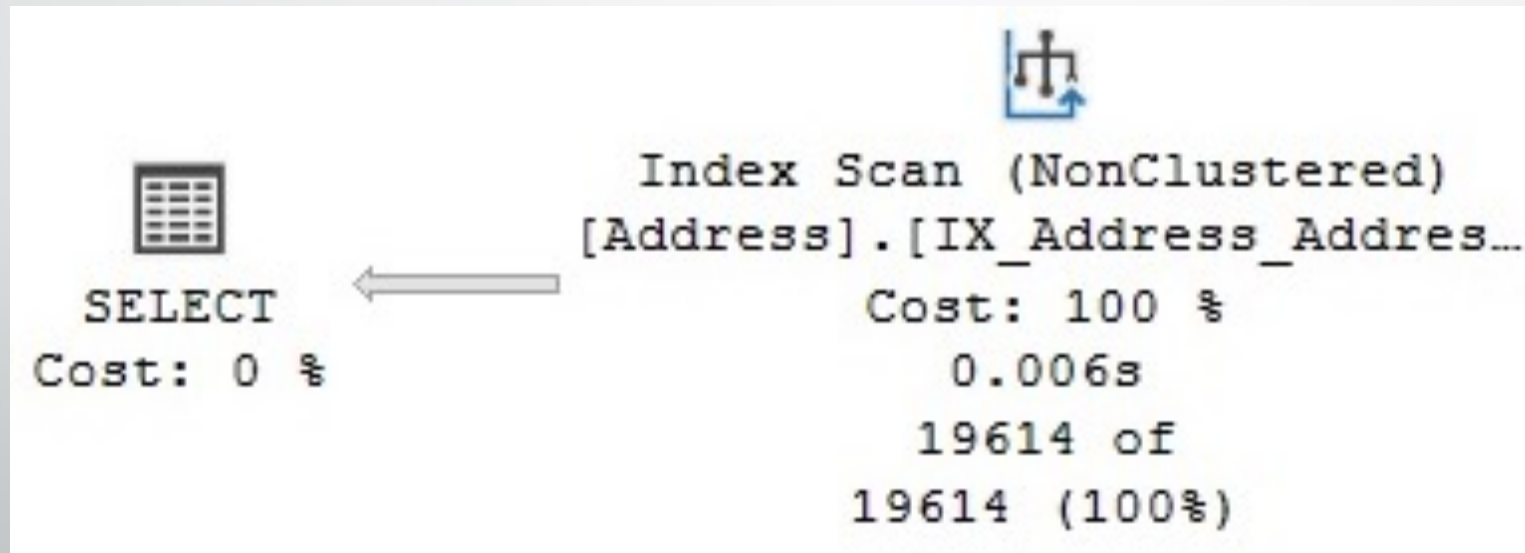 SELECT
Cost: 0 %
Index Scan (NonClustered)
[Address].[IX_Address_Addres…
Cost: 100 %
0.006s
19614 of
19614 (100%)